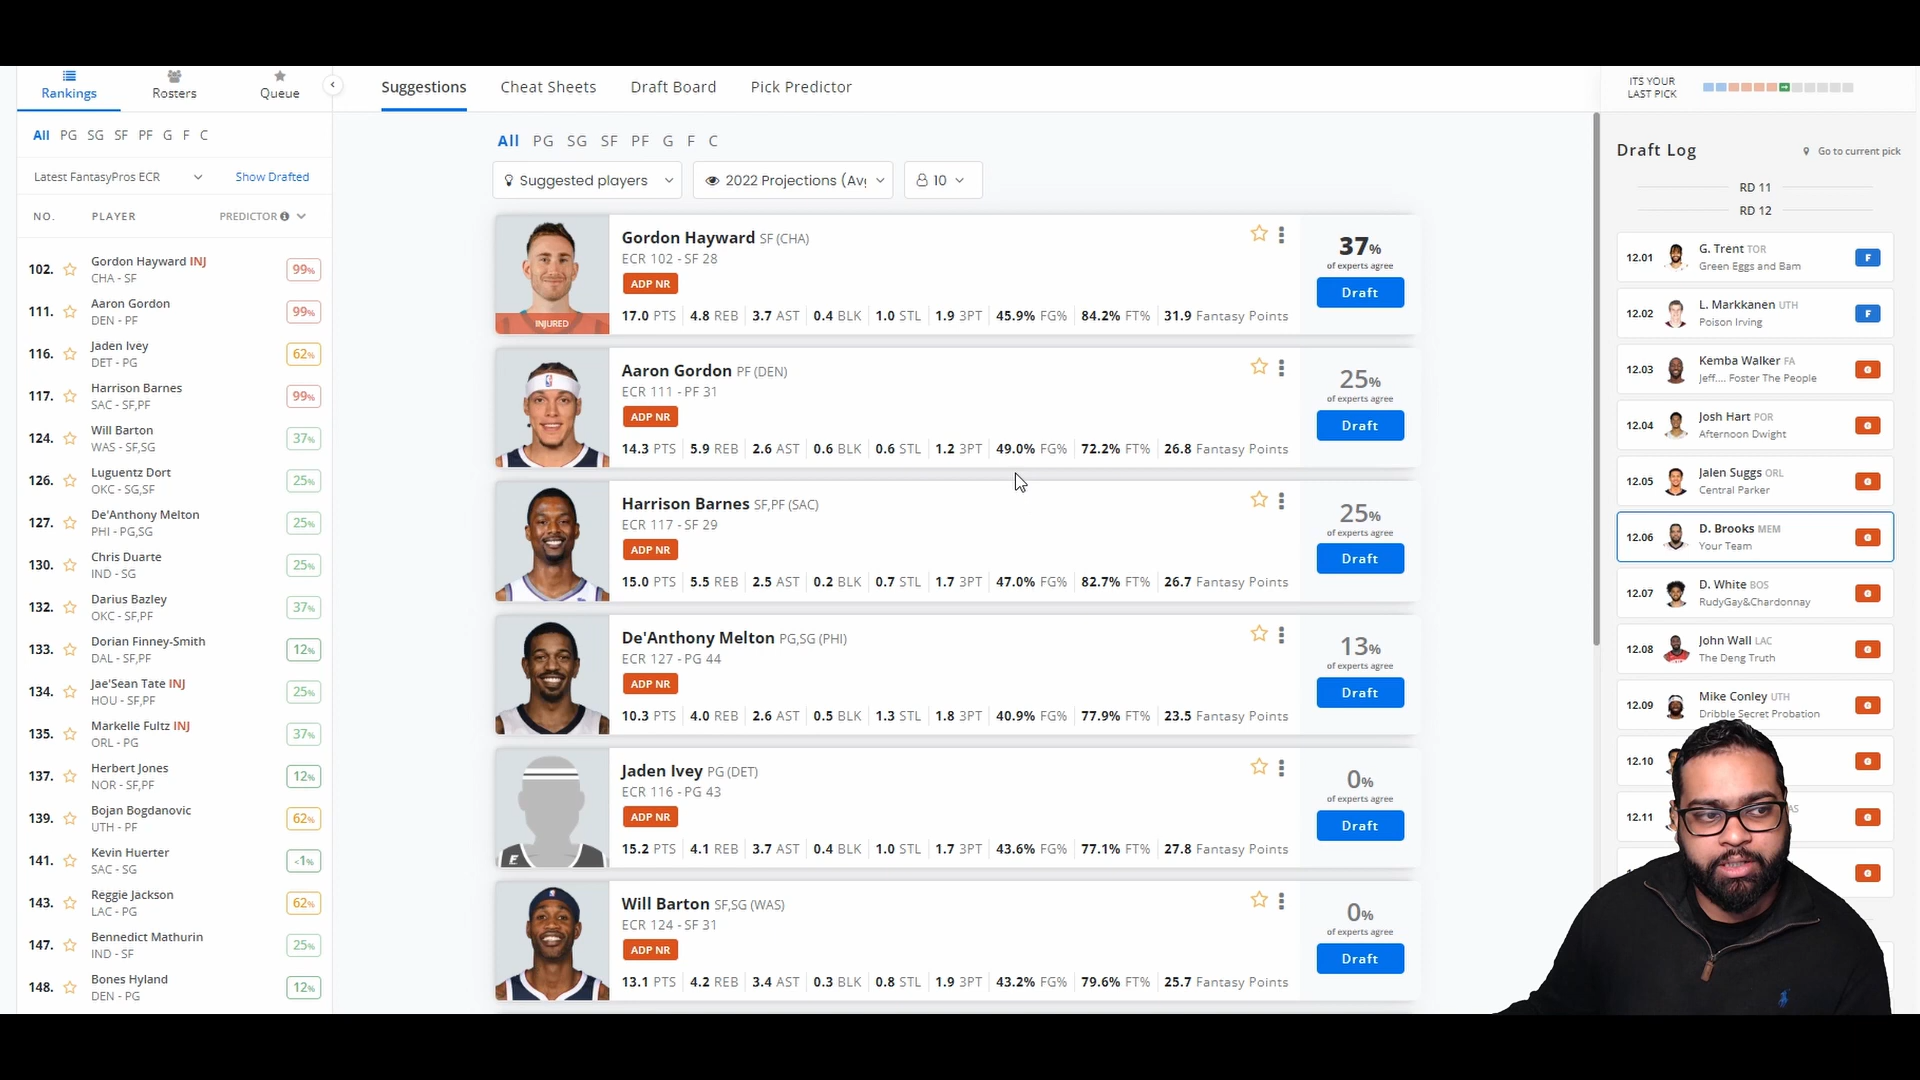 Rankings
Rosters
Queue
All PG SG SF PF G F C
Latest FantasyPros ECR
Show Drafted
NO. PLAYER PREDICTOR
102. Gordon Hayward INJ 99%
CHA - SF
111. Aaron Gordon 99%
DEN - PF
116. Jaden Ivey 62%
DET - PG
117. Harrison Barnes 99%
SAC - SF,PF
124. Will Barton 37%
WAS - SF,SG
126. Luguentz Dort 25%
OKC - SG,SF
127. De'Anthony Melton 25%
PHI - PG,SG
130. Chris Duarte 25%
IND - SG
132. Darius Bazley 37%
OKC - SF,PF
133. Dorian Finney-Smith 12%
DAL - SF,PF
134. Jae'Sean Tate INJ 25%
HOU - SF,PF
135. Markelle Fultz INJ 37%
ORL - PG
137. Herbert Jones 12%
NOR - SF,PF
139. Bojan Bogdanovic 62%
UTH - PF
141. Kevin Huerter <1%
SAC - SG
143. Reggie Jackson 62%
LAC - PG
147. Bennedict Mathurin 25%
IND - SF
148. Bones Hyland 12%
DEN - PG
Suggestions Cheat Sheets Draft Board Pick Predictor
All PG SG SF PF G F C
Suggested players
2022 Projections (Av
10
Gordon Hayward SF (CHA)
ECR 102 - SF 28
ADP NR
INJURED
17.0 PTS 4.8 REB 3.7 AST 0.4 BLK 1.0 STL 1.9 3PT 45.9% FG% 84.2% FT% 31.9 Fantasy Points
37%
of experts agree
Draft
Aaron Gordon PF (DEN)
ECR 111 - PF 31
ADP NR
14.3 PTS 5.9 REB 2.6 AST 0.6 BLK 0.6 STL 1.2 3PT 49.0% FG% 72.2% FT% 26.8 Fantasy Points
25%
of experts agree
Draft
Harrison Barnes SF,PF (SAC)
ECR 117 - SF 29
ADP NR
15.0 PTS 5.5 REB 2.5 AST 0.2 BLK 0.7 STL 1.7 3PT 47.0% FG% 82.7% FT% 26.7 Fantasy Points
25%
of experts agree
Draft
De'Anthony Melton PG,SG (PHI)
ECR 127 - PG 44
ADP NR
10.3 PTS 4.0 REB 2.6 AST 0.5 BLK 1.3 STL 1.8 3PT 40.9% FG% 77.9% FT% 23.5 Fantasy Points
13%
of experts agree
Draft
Jaden Ivey PG (DET)
ECR 116 - PG 43
ADP NR
15.2 PTS 4.1 REB 3.7 AST 0.4 BLK 1.0 STL 1.7 3PT 43.6% FG% 77.1% FT% 27.8 Fantasy Points
0%
of experts agree
Draft
Will Barton SF,SG (WAS)
ECR 124 - SF 31
ADP NR
13.1 PTS 4.2 REB 3.4 AST 0.3 BLK 0.8 STL 1.9 3PT 43.2% FG% 79.6% FT% 25.7 Fantasy Points
0%
of experts agree
Draft
ITS YOUR
LAST PICK
Draft Log
Go to current pick
RD 11
RD 12
12.01 G. Trent TOR F
Green Eggs and Bam
12.02 L. Markkanen UTH F
Poison Irving
12.03 Kemba Walker FA G
Jeff.... Foster The People
12.04 Josh Hart POR G
Afternoon Dwight
12.05 Jalen Suggs ORL G
Central Parker
12.06 D. Brooks MEM G
Your Team
12.07 D. White BOS G
RudyGay&Chardonnay
12.08 John Wall LAC G
The Deng Truth
12.09 Mike Conley UTH G
Dribble Secret Probation
12.10 G
12.11 G
G